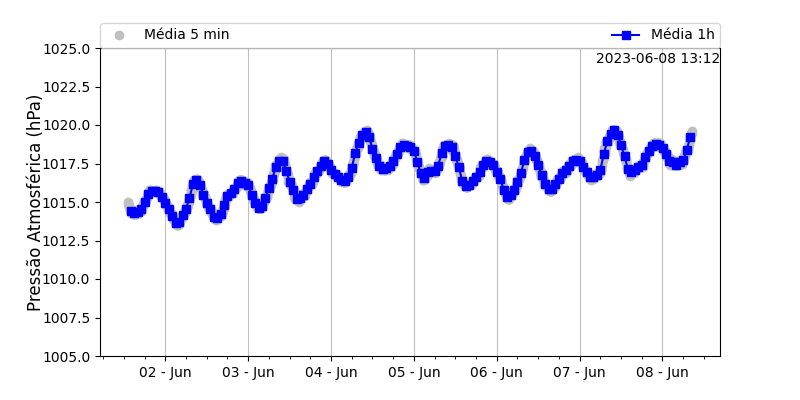 Média 5 min
Média 1h
2023-06-08 13:12
Pressão Atmosférica (hPa)
1025.0
1022.5
1020.0
1017.5
1015.0
1012.5
1010.0
1007.5
1005.0
02 - Jun
03 - Jun
04 - Jun
05 - Jun
06 - Jun
07 - Jun
08 - Jun